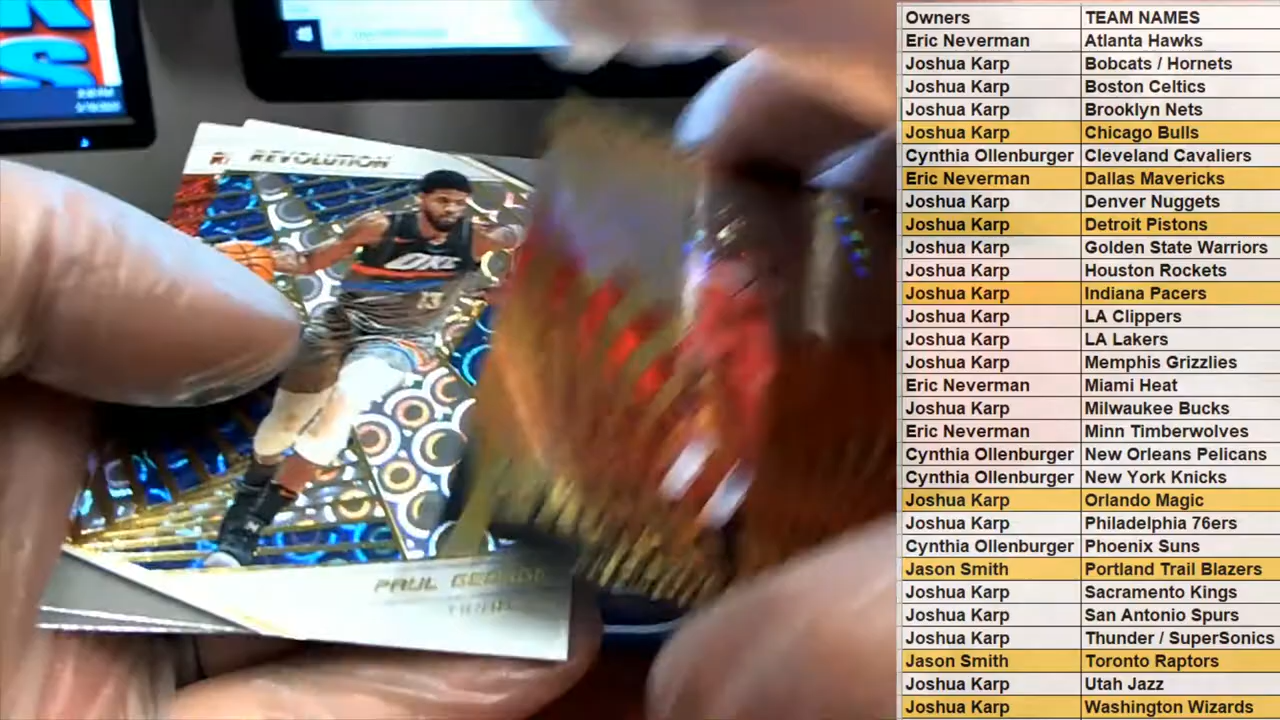 REVOLUTION
OKC
13
PAUL GEORGE
Owners TEAM NAMES
Eric Neverman Atlanta Hawks
Joshua Karp Bobcats / Hornets
Joshua Karp Boston Celtics
Joshua Karp Brooklyn Nets
Joshua Karp Chicago Bulls
Cynthia Ollenburger Cleveland Cavaliers
Eric Neverman Dallas Mavericks
Joshua Karp Denver Nuggets
Joshua Karp Detroit Pistons
Joshua Karp Golden State Warriors
Joshua Karp Houston Rockets
Joshua Karp Indiana Pacers
Joshua Karp LA Clippers
Joshua Karp LA Lakers
Joshua Karp Memphis Grizzlies
Eric Neverman Miami Heat
Joshua Karp Milwaukee Bucks
Eric Neverman Minn Timberwolves
Cynthia Ollenburger New Orleans Pelicans
Cynthia Ollenburger New York Knicks
Joshua Karp Orlando Magic
Joshua Karp Philadelphia 76ers
Cynthia Ollenburger Phoenix Suns
Jason Smith Portland Trail Blazers
Joshua Karp Sacramento Kings
Joshua Karp San Antonio Spurs
Joshua Karp Thunder / SuperSonics
Jason Smith Toronto Raptors
Joshua Karp Utah Jazz
Joshua Karp Washington Wizards